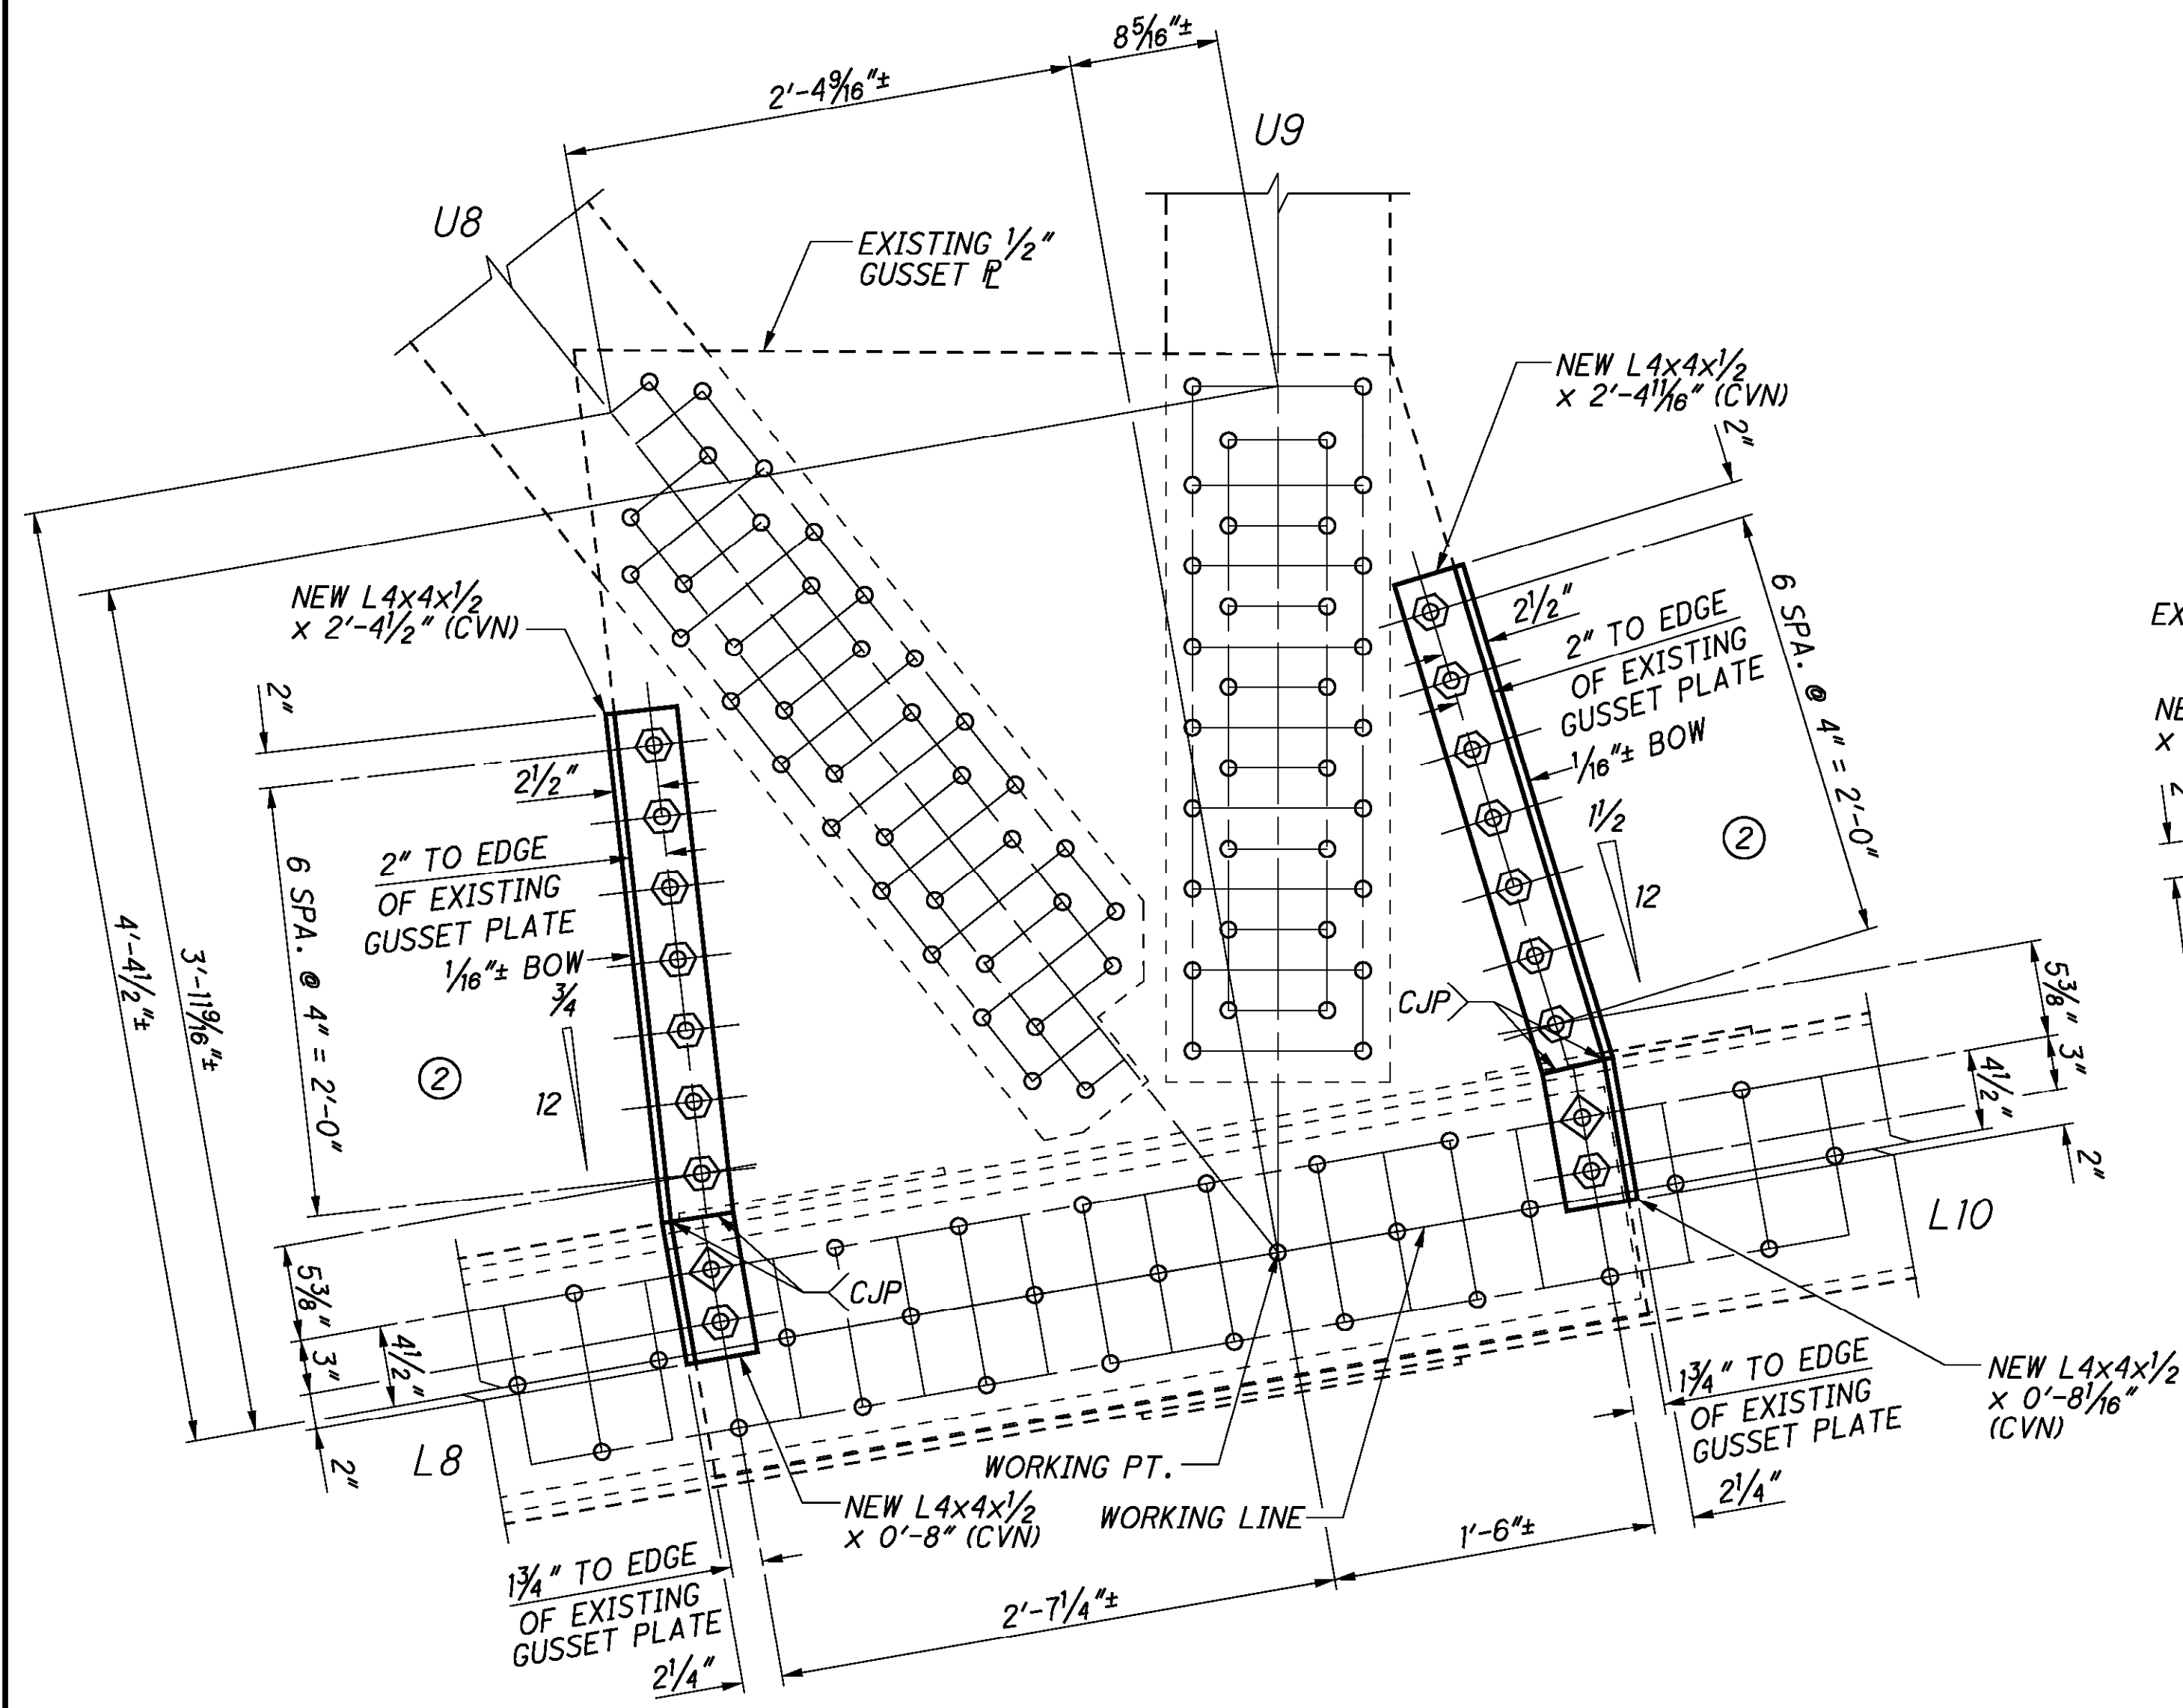 8 5/16"±
2'-4 9/16"±
U9
U8
EXISTING 1/2"
GUSSET ⅊
NEW L4x4x1/2
x 2'-4 11/16" (CVN)
2"
NEW L4x4x1/2
x 2'-4 1/2" (CVN)
2"
2 1/2"
2" TO EDGE
OF EXISTING
GUSSET PLATE
1/16"± BOW
3/4
12
6 SPA. @ 4" = 2'-0"
2
4'-4 1/2"±
3'-11 9/16"±
2 1/2"
2" TO EDGE
OF EXISTING
GUSSET PLATE
1/16"± BOW
1 1/2
12
6 SPA. @ 4" = 2'-0"
2
EX
NE
x
2
CJP
5 3/8"
3"
4 1/2"
2"
L10
5 3/8"
3"
4 1/2"
2"
CJP
L8
WORKING PT.
WORKING LINE
NEW L4x4x1/2
x 0'-8" (CVN)
1 3/4" TO EDGE
OF EXISTING
GUSSET PLATE
2 1/4"
NEW L4x4x1/2
x 0'-8 1/16"
(CVN)
1'-6"±
2'-7 1/4"±
1 3/4" TO EDGE
OF EXISTING
GUSSET PLATE
2 1/4"